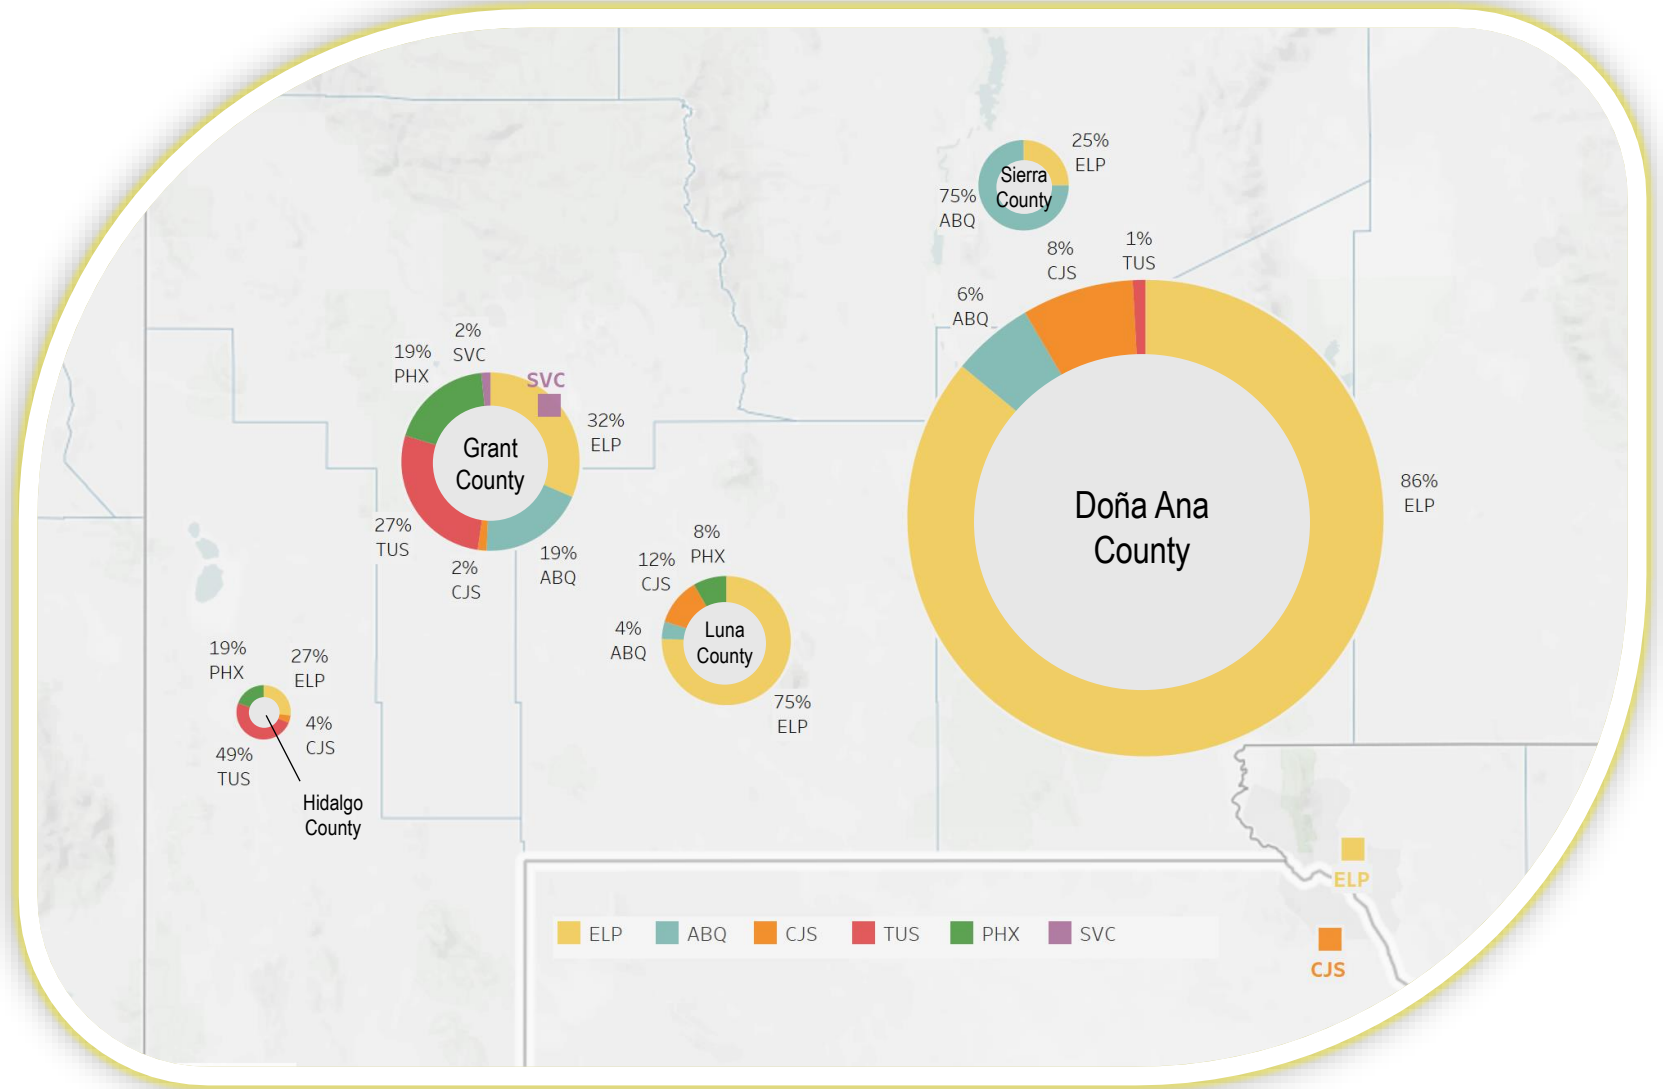 25%
ELP
Sierra
County
75%
ABQ
1%
TUS
8%
CJS
6%
ABQ
86%
ELP
Doña Ana
County
2%
SVC
19%
PHX
SVC
32%
ELP
Grant
County
27%
TUS
2%
CJS
19%
ABQ
8%
PHX
12%
CJS
4%
ABQ
Luna
County
75%
ELP
19%
PHX
27%
ELP
4%
CJS
49%
TUS
Hidalgo
County
ELP
CJS
ELP ABQ CJS TUS PHX SVC